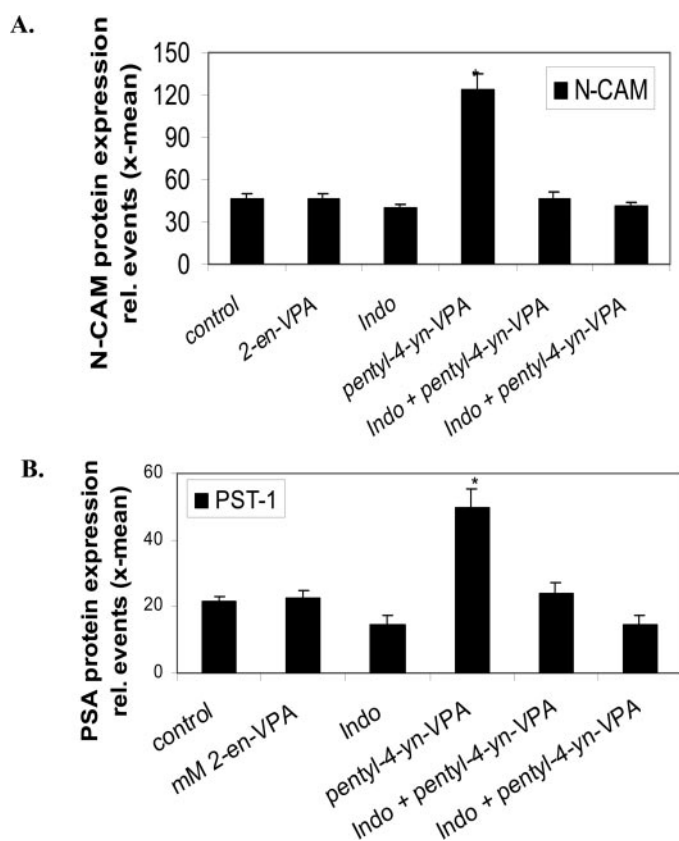 A.
N-CAM protein expression
rel. events (x-mean)
150
120
90
60
30
0
*
N-CAM
control
2-en-VPA
Indo
pentyl-4-yn-VPA
Indo + pentyl-4-yn-VPA
Indo + pentyl-4-yn-VPA
B.
PSA protein expression
rel. events (x-mean)
60
40
20
0
PST-1
*
control
mM 2-en-VPA
Indo
pentyl-4-yn-VPA
Indo + pentyl-4-yn-VPA
Indo + pentyl-4-yn-VPA